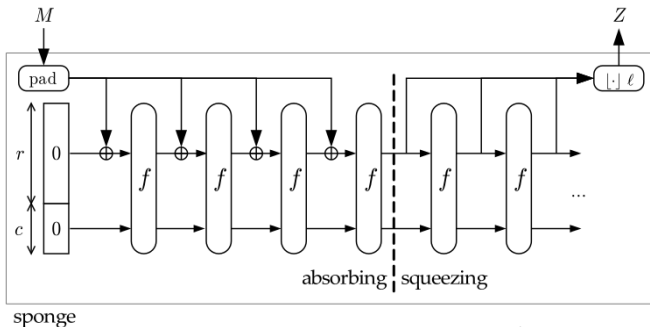 M Z
pad ⌊·⌋ ℓ
r 0 ⊕ f ⊕ f ⊕ f ⊕ f f f
...
c 0
absorbing squeezing
sponge